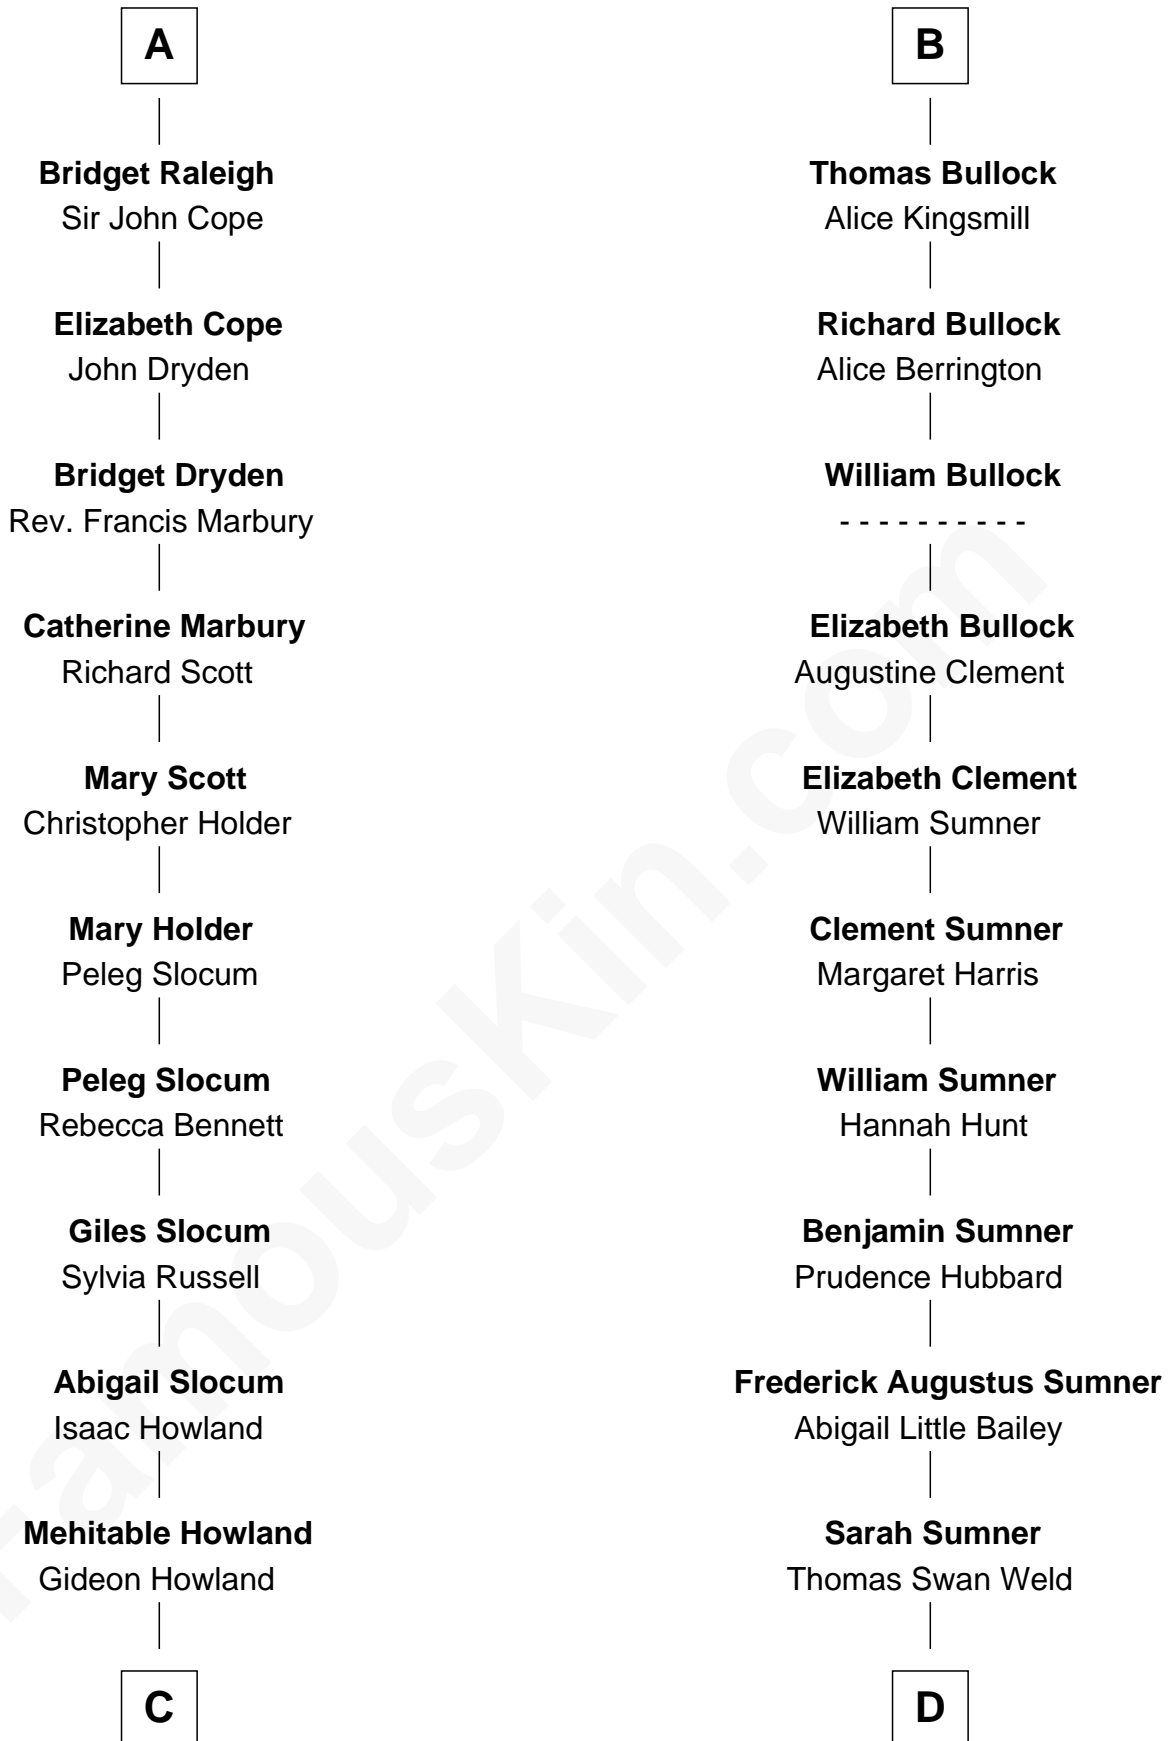 A
Bridget Raleigh
Sir John Cope
Elizabeth Cope
John Dryden
Bridget Dryden
Rev. Francis Marbury
Catherine Marbury
Richard Scott
Mary Scott
Christopher Holder
Mary Holder
Peleg Slocum
Peleg Slocum
Rebecca Bennett
Giles Slocum
Sylvia Russell
Abigail Slocum
Isaac Howland
Mehitable Howland
Gideon Howland
C
B
Thomas Bullock
Alice Kingsmill
Richard Bullock
Alice Berrington
William Bullock
- - - - - - - - - -
Elizabeth Bullock
Augustine Clement
Elizabeth Clement
William Sumner
Clement Sumner
Margaret Harris
William Sumner
Hannah Hunt
Benjamin Sumner
Prudence Hubbard
Frederick Augustus Sumner
Abigail Little Bailey
Sarah Sumner
Thomas Swan Weld
D
FamousKin.com